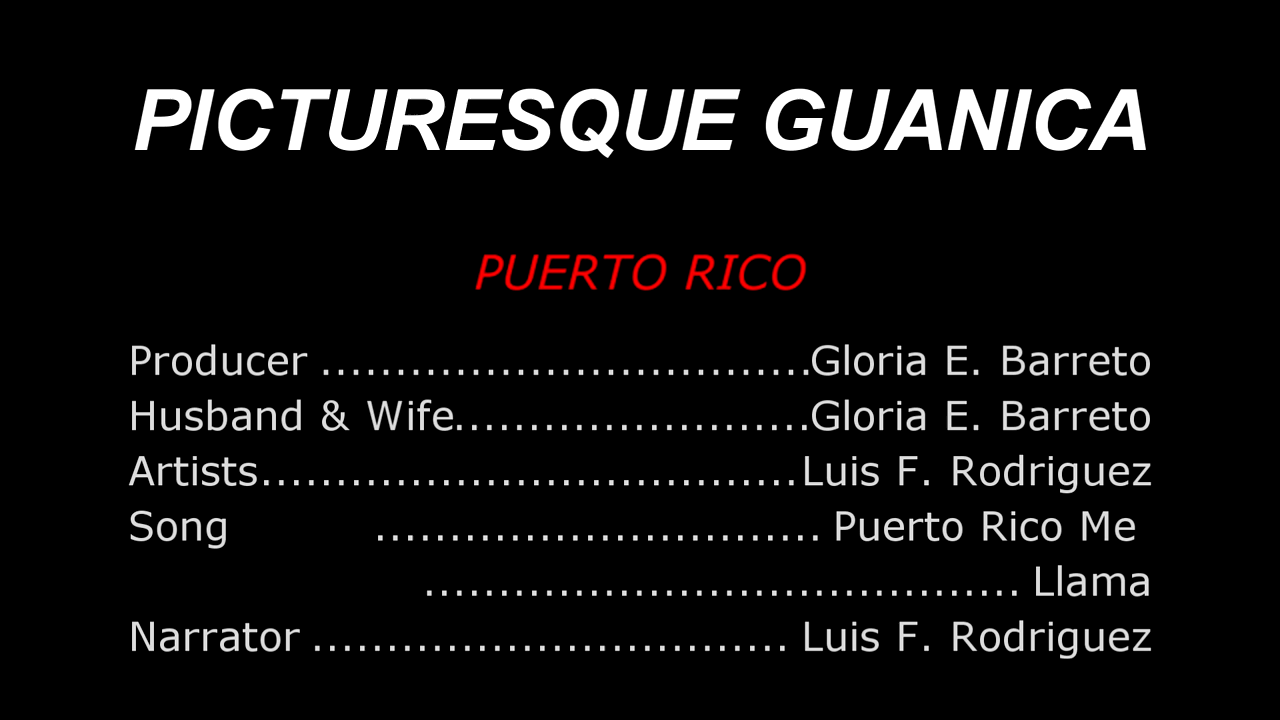 PICTURESQUE GUANICA
PUERTO RICO
Producer .................................Gloria E. Barreto
Husband & Wife........................Gloria E. Barreto
Artists....................................Luis F. Rodriguez
Song .............................. Puerto Rico Me
........................................ Llama
Narrator ................................ Luis F. Rodriguez